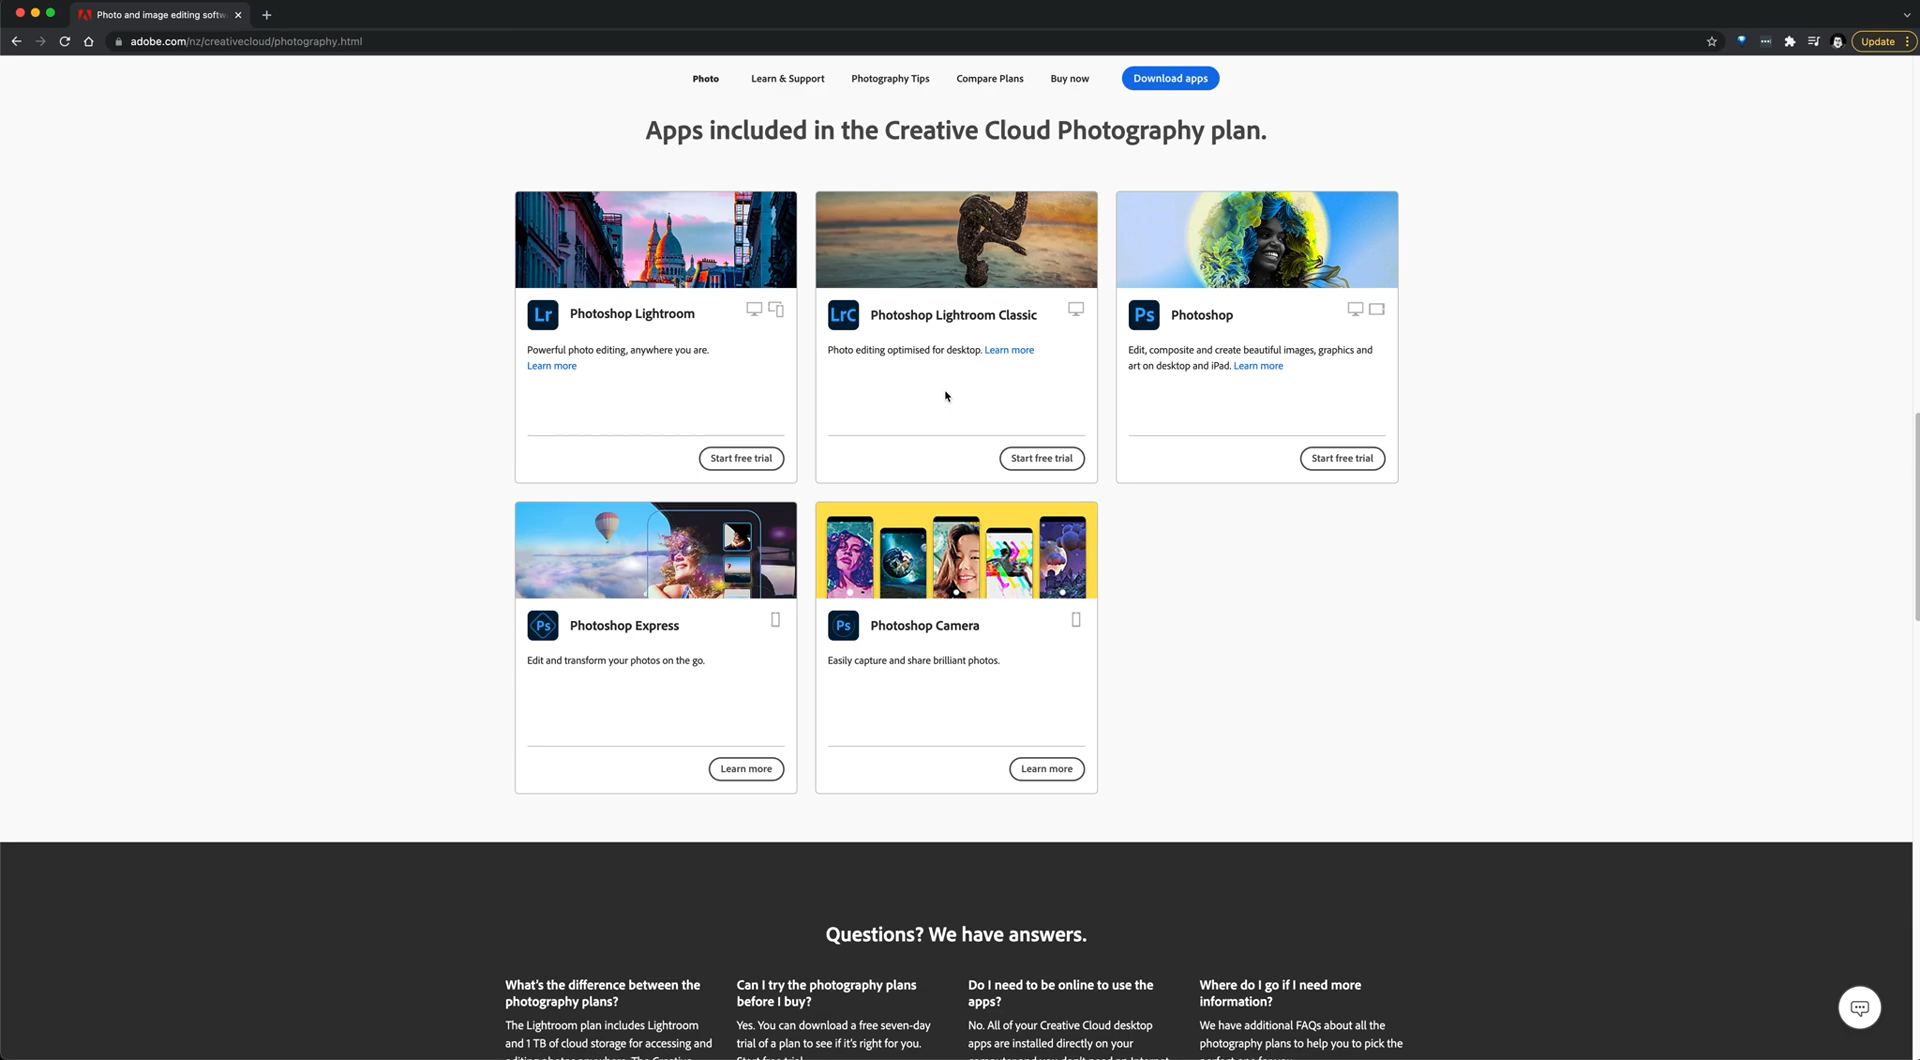 Photo and image editing softw
adobe.com/nz/creativecloud/photography.html
Update
Photo
Learn & Support
Photography Tips
Compare Plans
Buy now
Download apps
Apps included in the Creative Cloud Photography plan.
Lr
Photoshop Lightroom
Powerful photo editing, anywhere you are.
Learn more
Start free trial
LrC
Photoshop Lightroom Classic
Photo editing optimised for desktop. Learn more
Start free trial
Ps
Photoshop
Edit, composite and create beautiful images, graphics and
art on desktop and iPad. Learn more
Start free trial
Ps
Photoshop Express
Edit and transform your photos on the go.
Learn more
Ps
Photoshop Camera
Easily capture and share brilliant photos.
Learn more
Questions? We have answers.
What's the difference between the
photography plans?
The Lightroom plan includes Lightroom
and 1 TB of cloud storage for accessing and
Can I try the photography plans
before I buy?
Yes. You can download a free seven-day
trial of a plan to see if it's right for you.
Do I need to be online to use the
apps?
No. All of your Creative Cloud desktop
apps are installed directly on your
Where do I go if I need more
information?
We have additional FAQs about all the
photography plans to help you to pick the